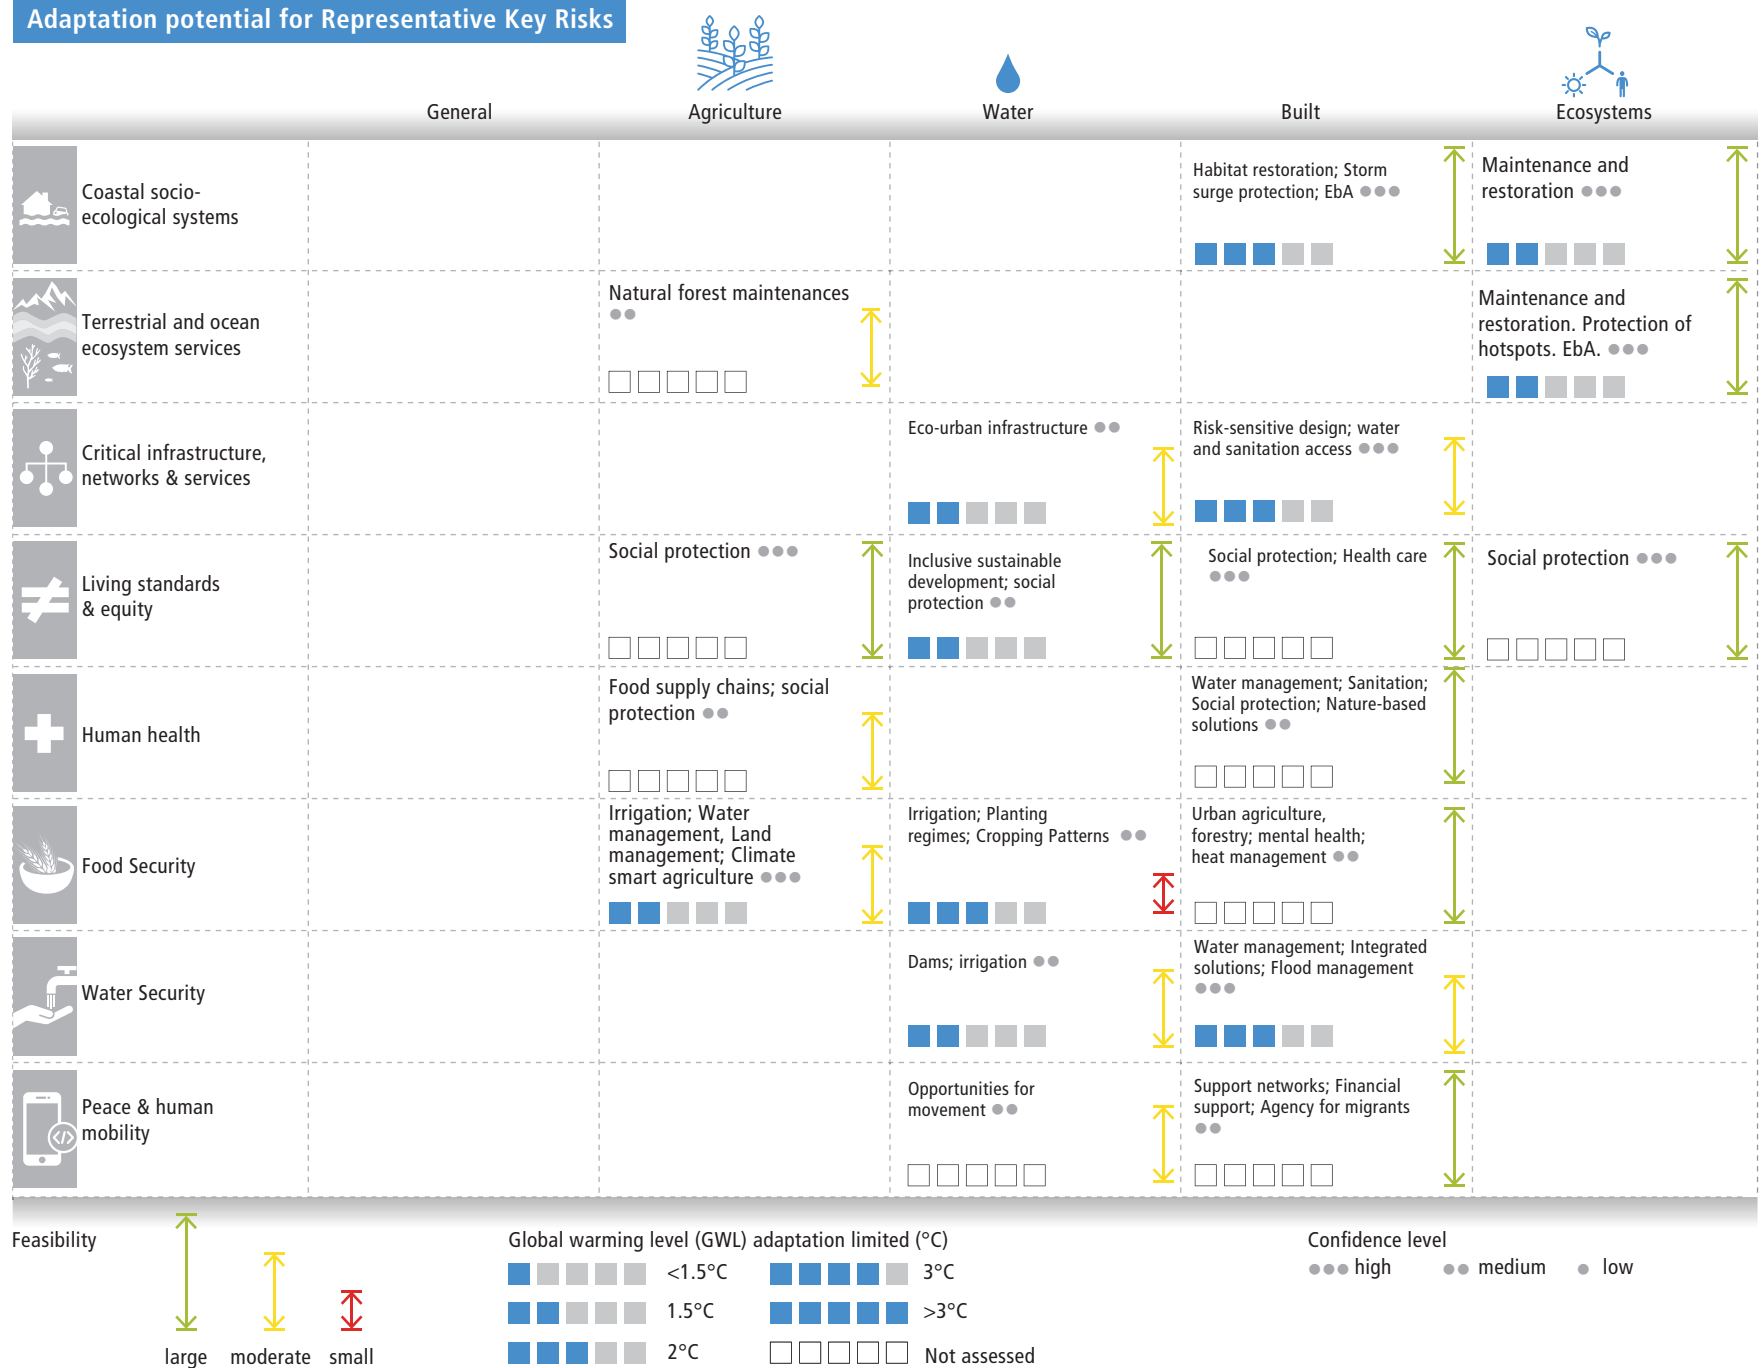 Adaptation potential for Representative Key Risks
General
Agriculture
Water
Built
Ecosystems
Coastal socio-
ecological systems
Habitat restoration; Storm
surge protection; EbA
Maintenance and
restoration
Terrestrial and ocean
ecosystem services
Natural forest maintenances
Maintenance and
restoration. Protection of
hotspots. EbA.
Critical infrastructure,
networks & services
Eco-urban infrastructure
Risk-sensitive design; water
and sanitation access
Living standards
& equity
Social protection
Inclusive sustainable
development; social
protection
Social protection; Health care
Social protection
Human health
Food supply chains; social
protection
Water management; Sanitation;
Social protection; Nature-based
solutions
Food Security
Irrigation; Water
management, Land
management; Climate
smart agriculture
Irrigation; Planting
regimes; Cropping Patterns
Urban agriculture,
forestry; mental health;
heat management
Water Security
Dams; irrigation
Water management; Integrated
solutions; Flood management
Peace & human
mobility
</>
Opportunities for
movement
Support networks; Financial
support; Agency for migrants
Feasibility
large
moderate
small
Global warming level (GWL) adaptation limited (°C)
<1.5°C
1.5°C
2°C
3°C
>3°C
Not assessed
Confidence level
high
medium
low